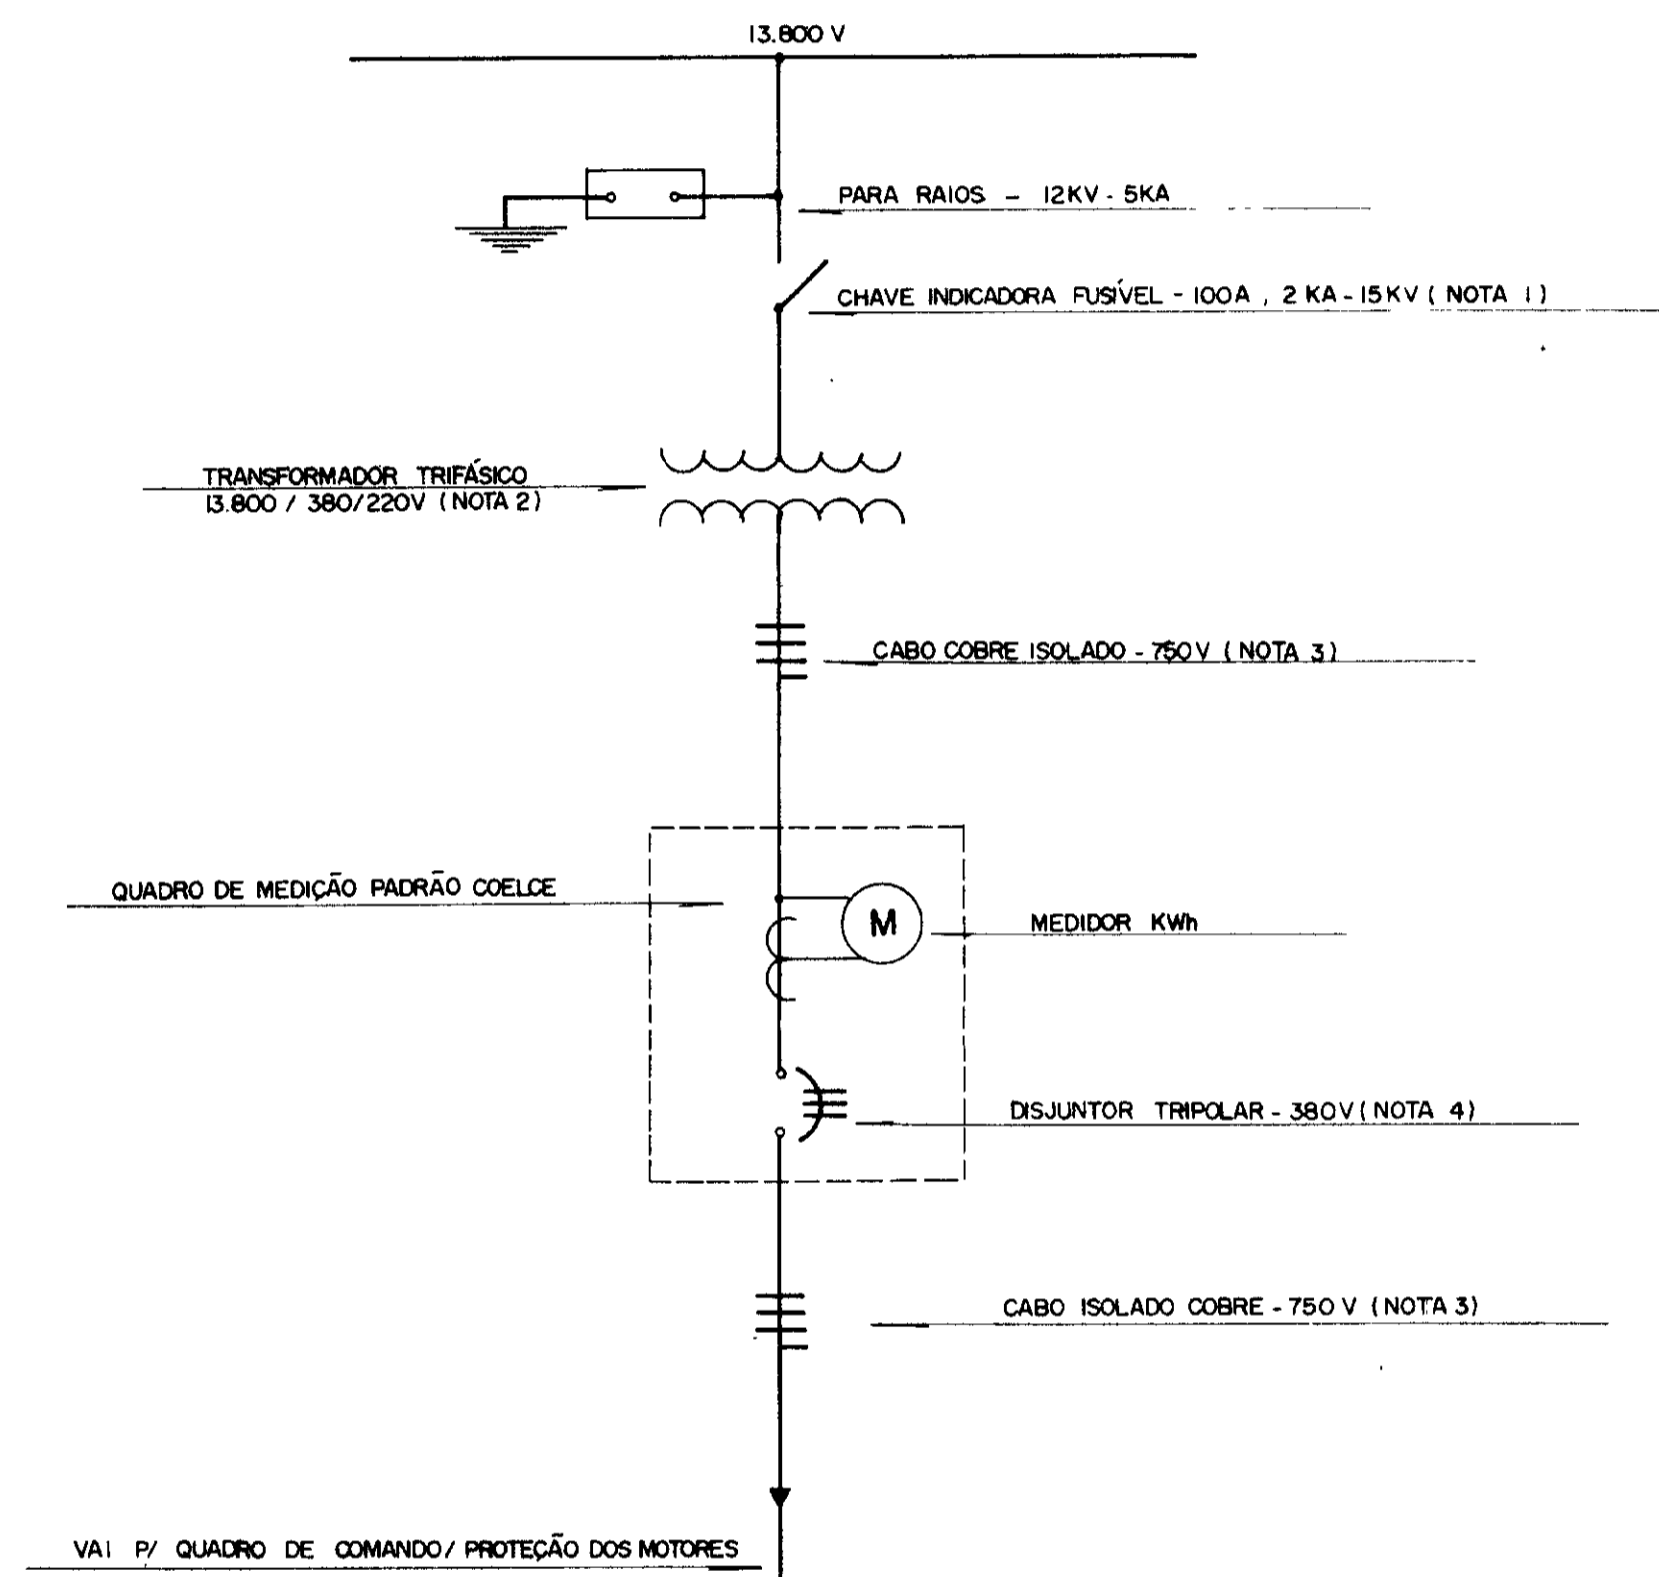 13.800 V
PARA RAIOS - 12KV - 5KA
CHAVE INDICADORA FUSÍVEL - 100A , 2 KA - 15KV ( NOTA 1 )
TRANSFORMADOR TRIFÁSICO
13.800 / 380/220V ( NOTA 2 )
CABO COBRE ISOLADO - 750 V ( NOTA 3 )
QUADRO DE MEDIÇÃO PADRÃO COELCE
M
MEDIDOR KWh
DISJUNTOR TRIPOLAR - 380V ( NOTA 4 )
CABO ISOLADO COBRE - 750 V ( NOTA 3 )
VAI P/ QUADRO DE COMANDO / PROTEÇÃO DOS MOTORES